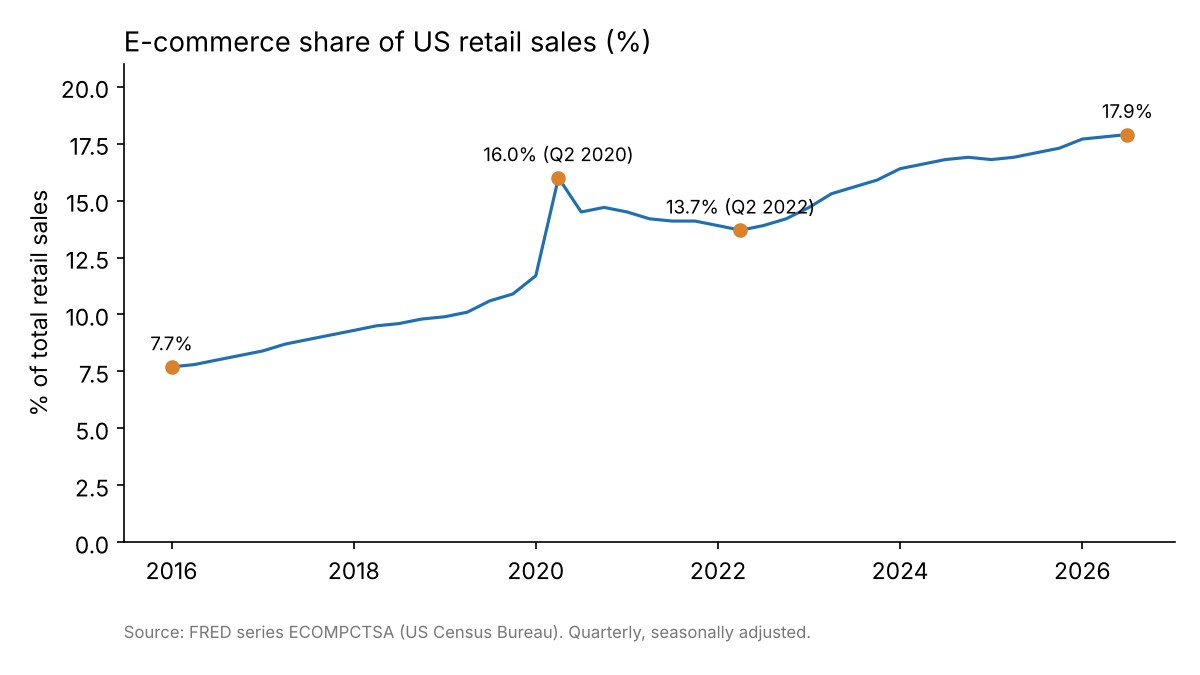 E-commerce share of US retail sales (%)
% of total retail sales
20.0
17.5
15.0
12.5
10.0
7.5
5.0
2.5
0.0
7.7%
16.0% (Q2 2020)
13.7% (Q2 2022)
17.9%
2016 2018 2020 2022 2024 2026
Source: FRED series ECOMPCTSA (US Census Bureau). Quarterly, seasonally adjusted.